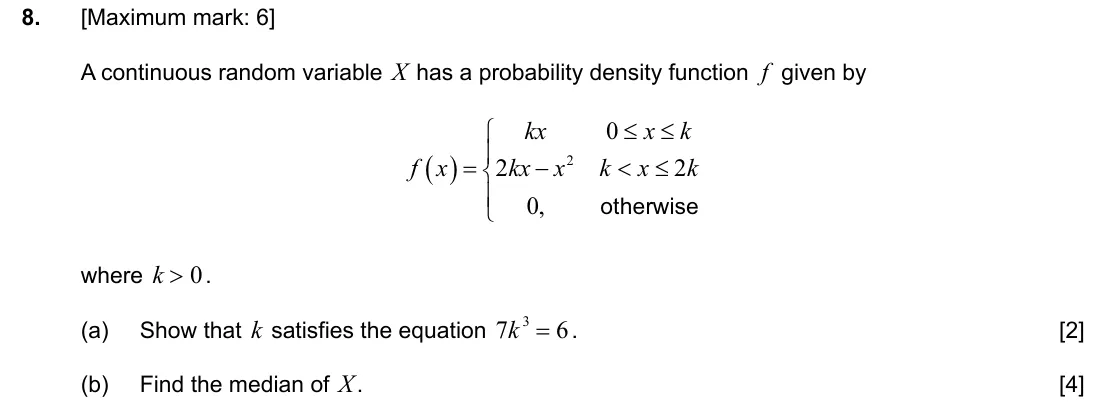 8. [Maximum mark: 6]
A continuous random variable X has a probability density function f given by
f(x) = { kx 0 ≤ x ≤ k
2kx − x² k < x ≤ 2k
0, otherwise
where k > 0.
(a) Show that k satisfies the equation 7k³ = 6. [2]
(b) Find the median of X. [4]